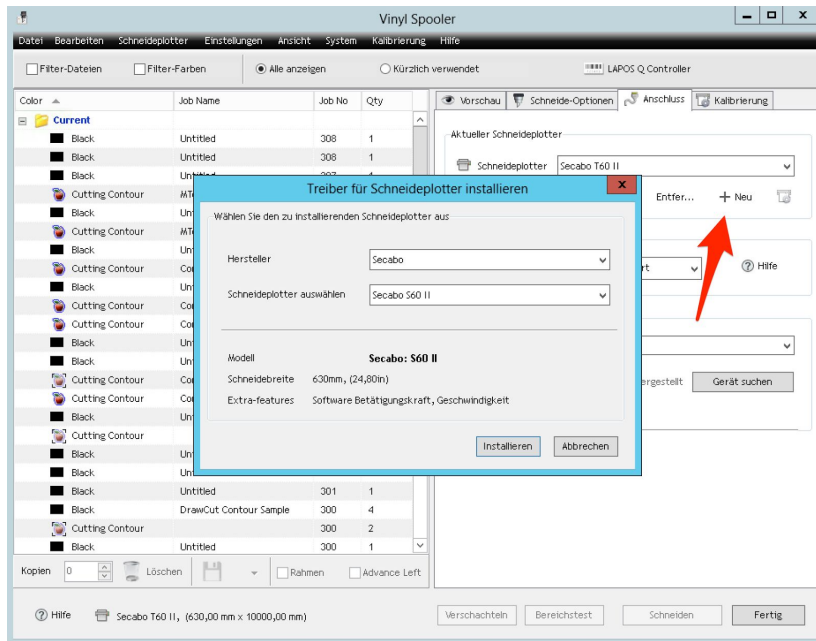 Vinyl Spooler
Datei Bearbeiten Schneideplotter Einstellungen Ansicht System Kalibrierung Hilfe
Filter-Dateien Filter-Farben Alle anzeigen Kürzlich verwendet LAPOS Q Controller
Color Job Name Job No Qty
Current
Black Untitled 308 1
Black Untitled 308 1
Black
Cutting Contour
Black
Cutting Contour
Black
Cutting Contour
Black
Cutting Contour
Cutting Contour
Black
Black
Cutting Contour
Cutting Contour
Black
Cutting Contour
Black
Black
Black Untitled 301 1
Black DrawCut Contour Sample 300 4
Cutting Contour 300 2
Black Untitled 300 1
Kopien 0 Löschen Rahmen Advance Left
Vorschau Schneide-Optionen Anschluss Kalibrierung
Aktueller Schneideplotter
Schneideplotter Secabo T60 II
Entfer... Neu
Hilfe
Gerät suchen
Treiber für Schneideplotter installieren
Wählen Sie den zu installierenden Schneideplotter aus
Hersteller Secabo
Schneideplotter auswählen Secabo S60 II
Modell Secabo: S60 II
Schneidebreite 630mm, (24,80in)
Extra-features Software Betätigungskraft, Geschwindigkeit
Installieren Abbrechen
Hilfe Secabo T60 II, (630,00 mm x 10000,00 mm)
Verschachteln Bereichstest Schneiden Fertig